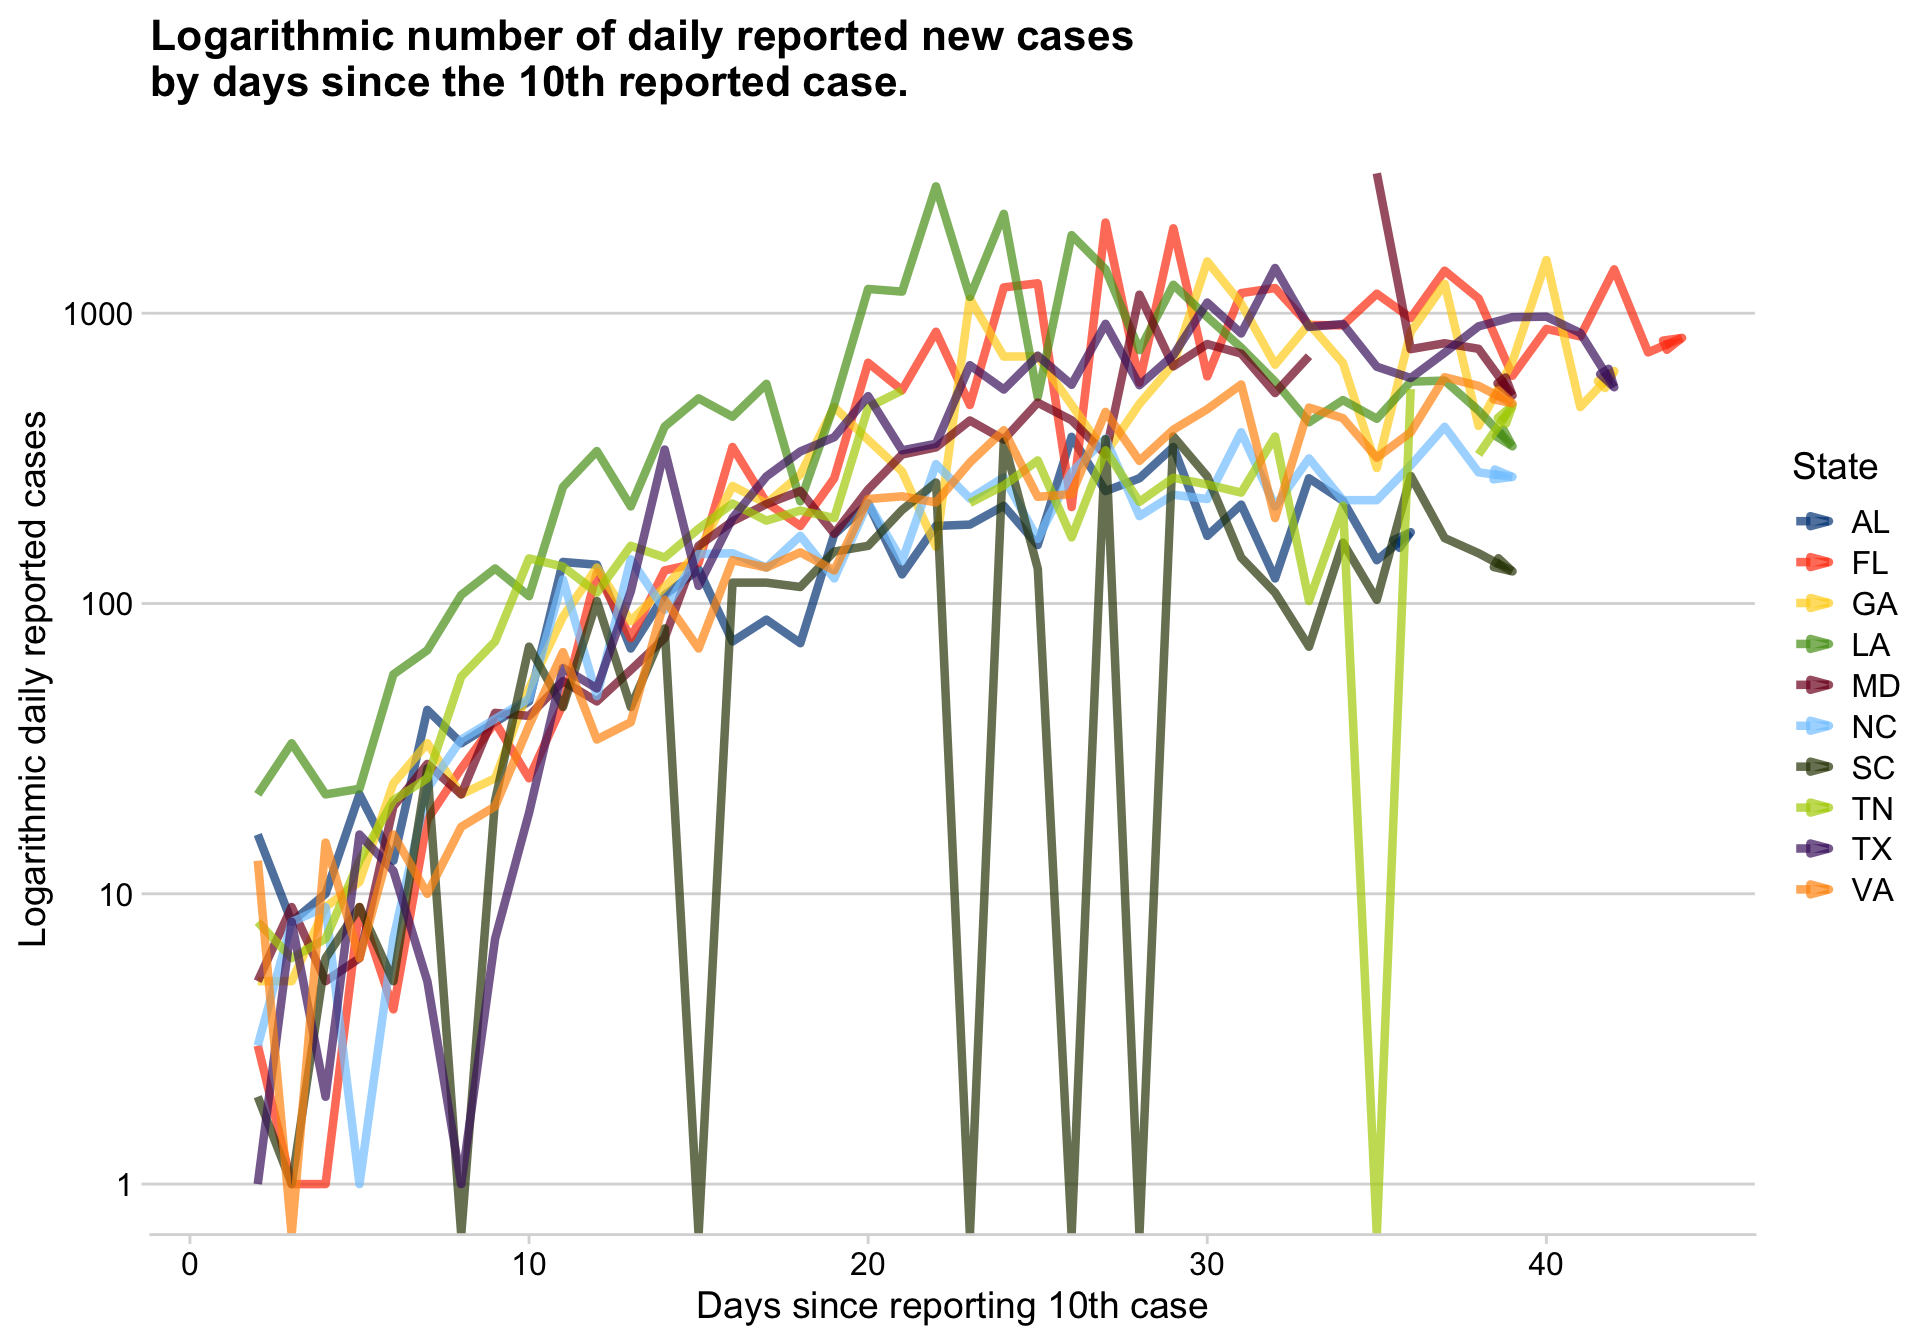 Logarithmic number of daily reported new cases
by days since the 10th reported case.
Logarithmic daily reported cases
1000
100
10
1
0
10
20
30
40
Days since reporting 10th case
State
AL
FL
GA
LA
MD
NC
SC
TN
TX
VA